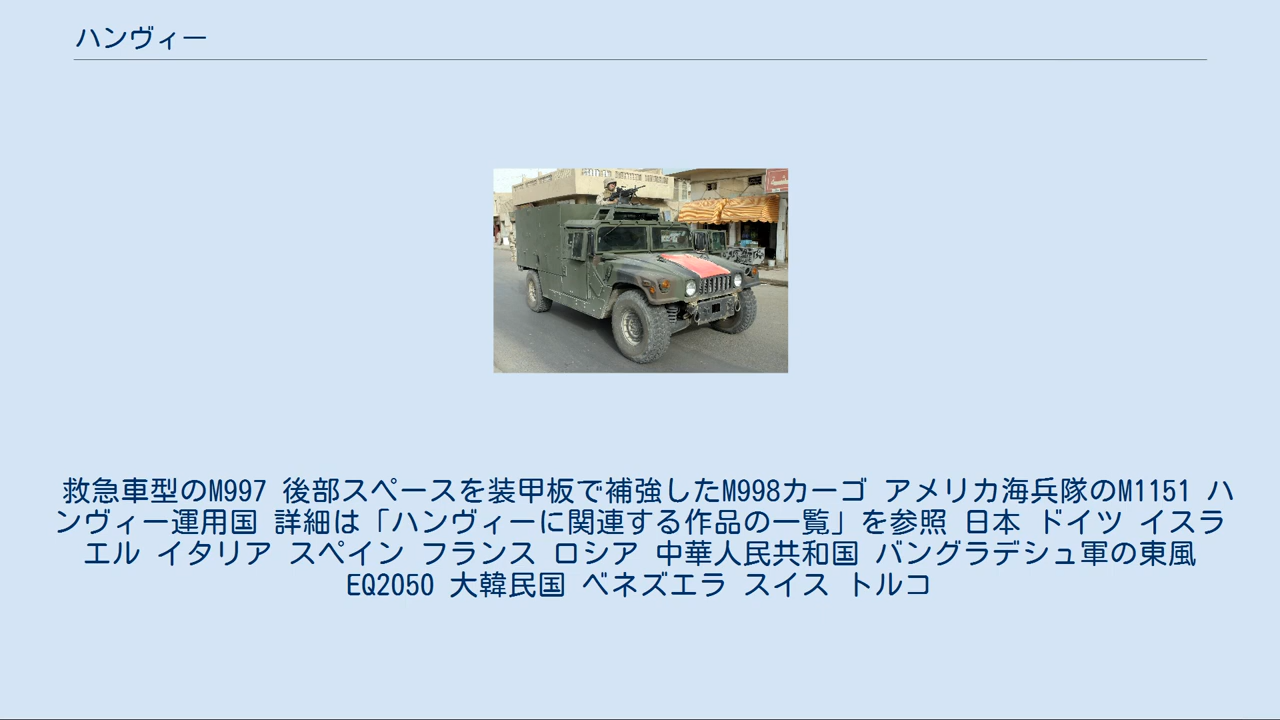 ハンヴィー
救急車型のM997 後部スペースを装甲板で補強したM998カーゴ アメリカ海兵隊のM1151 ハ
ンヴィー運用国 詳細は「ハンヴィーに関連する作品の一覧」を参照 日本 ドイツ イスラ
エル イタリア スペイン フランス ロシア 中華人民共和国 バングラデシュ軍の東風
EQ2050 大韓民国 ベネズエラ スイス トルコ